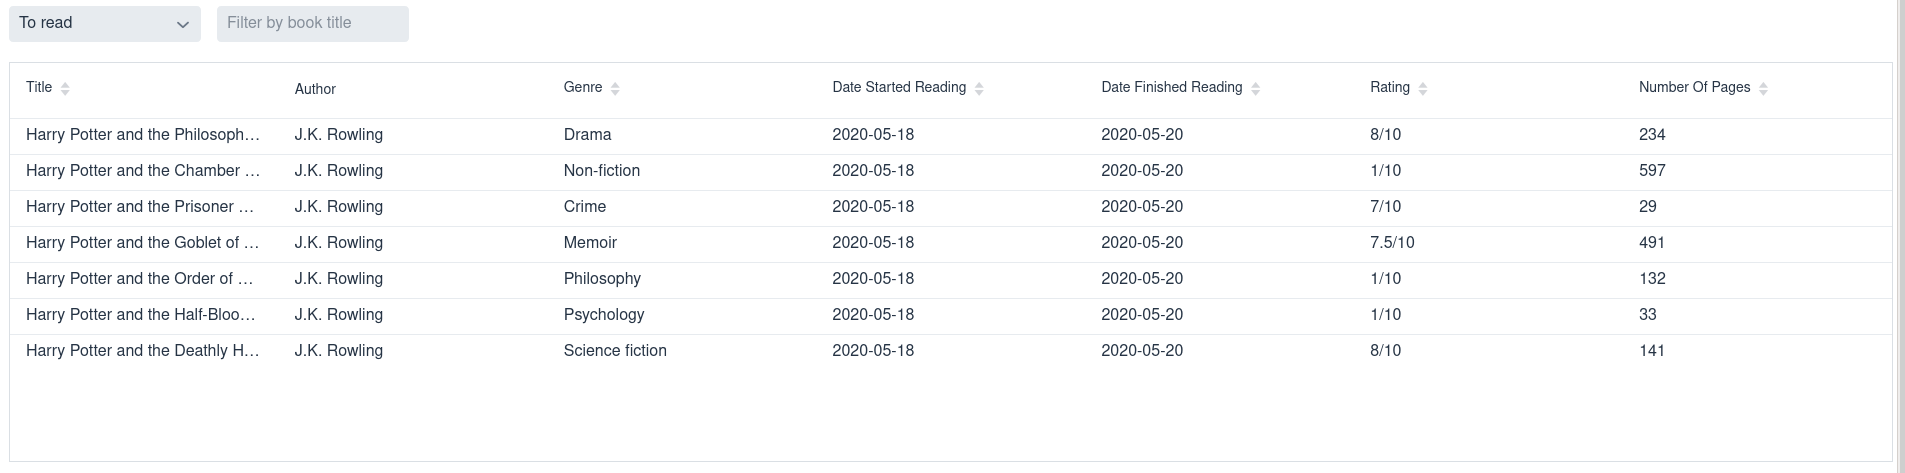 To read Filter by book title
Title Author Genre Date Started Reading Date Finished Reading Rating Number Of Pages
Harry Potter and the Philosoph... J.K. Rowling Drama 2020-05-18 2020-05-20 8/10 234
Harry Potter and the Chamber ... J.K. Rowling Non-fiction 2020-05-18 2020-05-20 1/10 597
Harry Potter and the Prisoner ... J.K. Rowling Crime 2020-05-18 2020-05-20 7/10 29
Harry Potter and the Goblet of ... J.K. Rowling Memoir 2020-05-18 2020-05-20 7.5/10 491
Harry Potter and the Order of ... J.K. Rowling Philosophy 2020-05-18 2020-05-20 1/10 132
Harry Potter and the Half-Bloo... J.K. Rowling Psychology 2020-05-18 2020-05-20 1/10 33
Harry Potter and the Deathly H... J.K. Rowling Science fiction 2020-05-18 2020-05-20 8/10 141